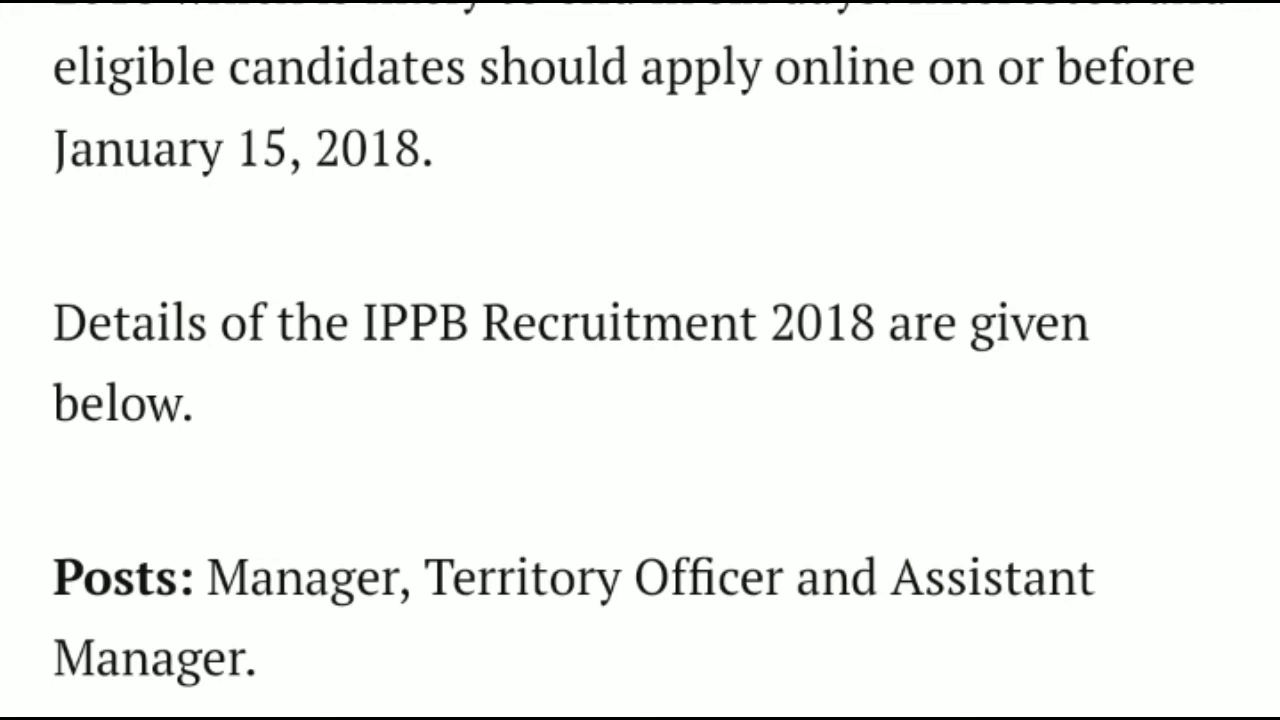 eligible candidates should apply online on or before
January 15, 2018.
Details of the IPPB Recruitment 2018 are given
below.
Posts: Manager, Territory Officer and Assistant
Manager.